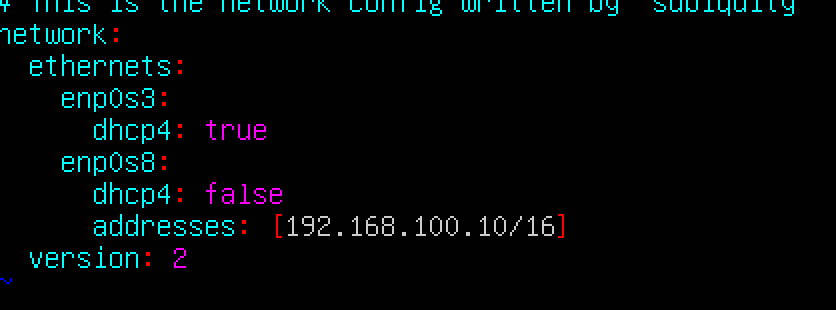 # This is the network config written by 'subiquity'
network:
  ethernets:
    enp0s3:
      dhcp4: true
    enp0s8:
      dhcp4: false
      addresses: [192.168.100.10/16]
  version: 2
~